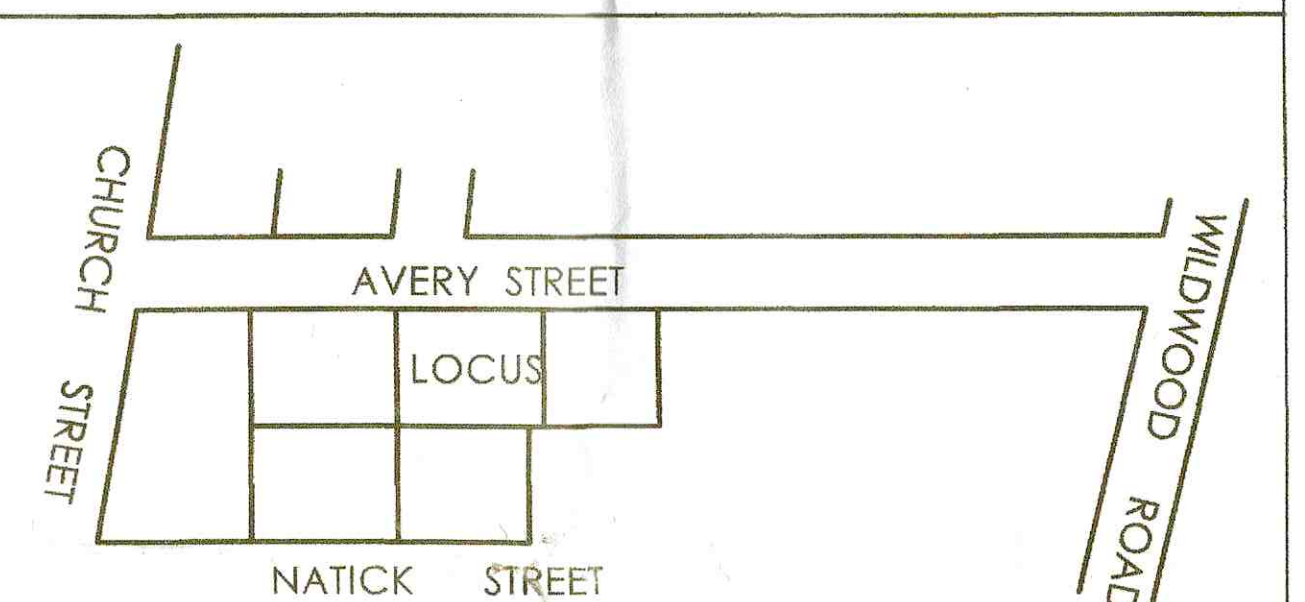 CHURCH STREET
AVERY STREET
WILDWOOD ROAD
LOCUS
NATICK STREET